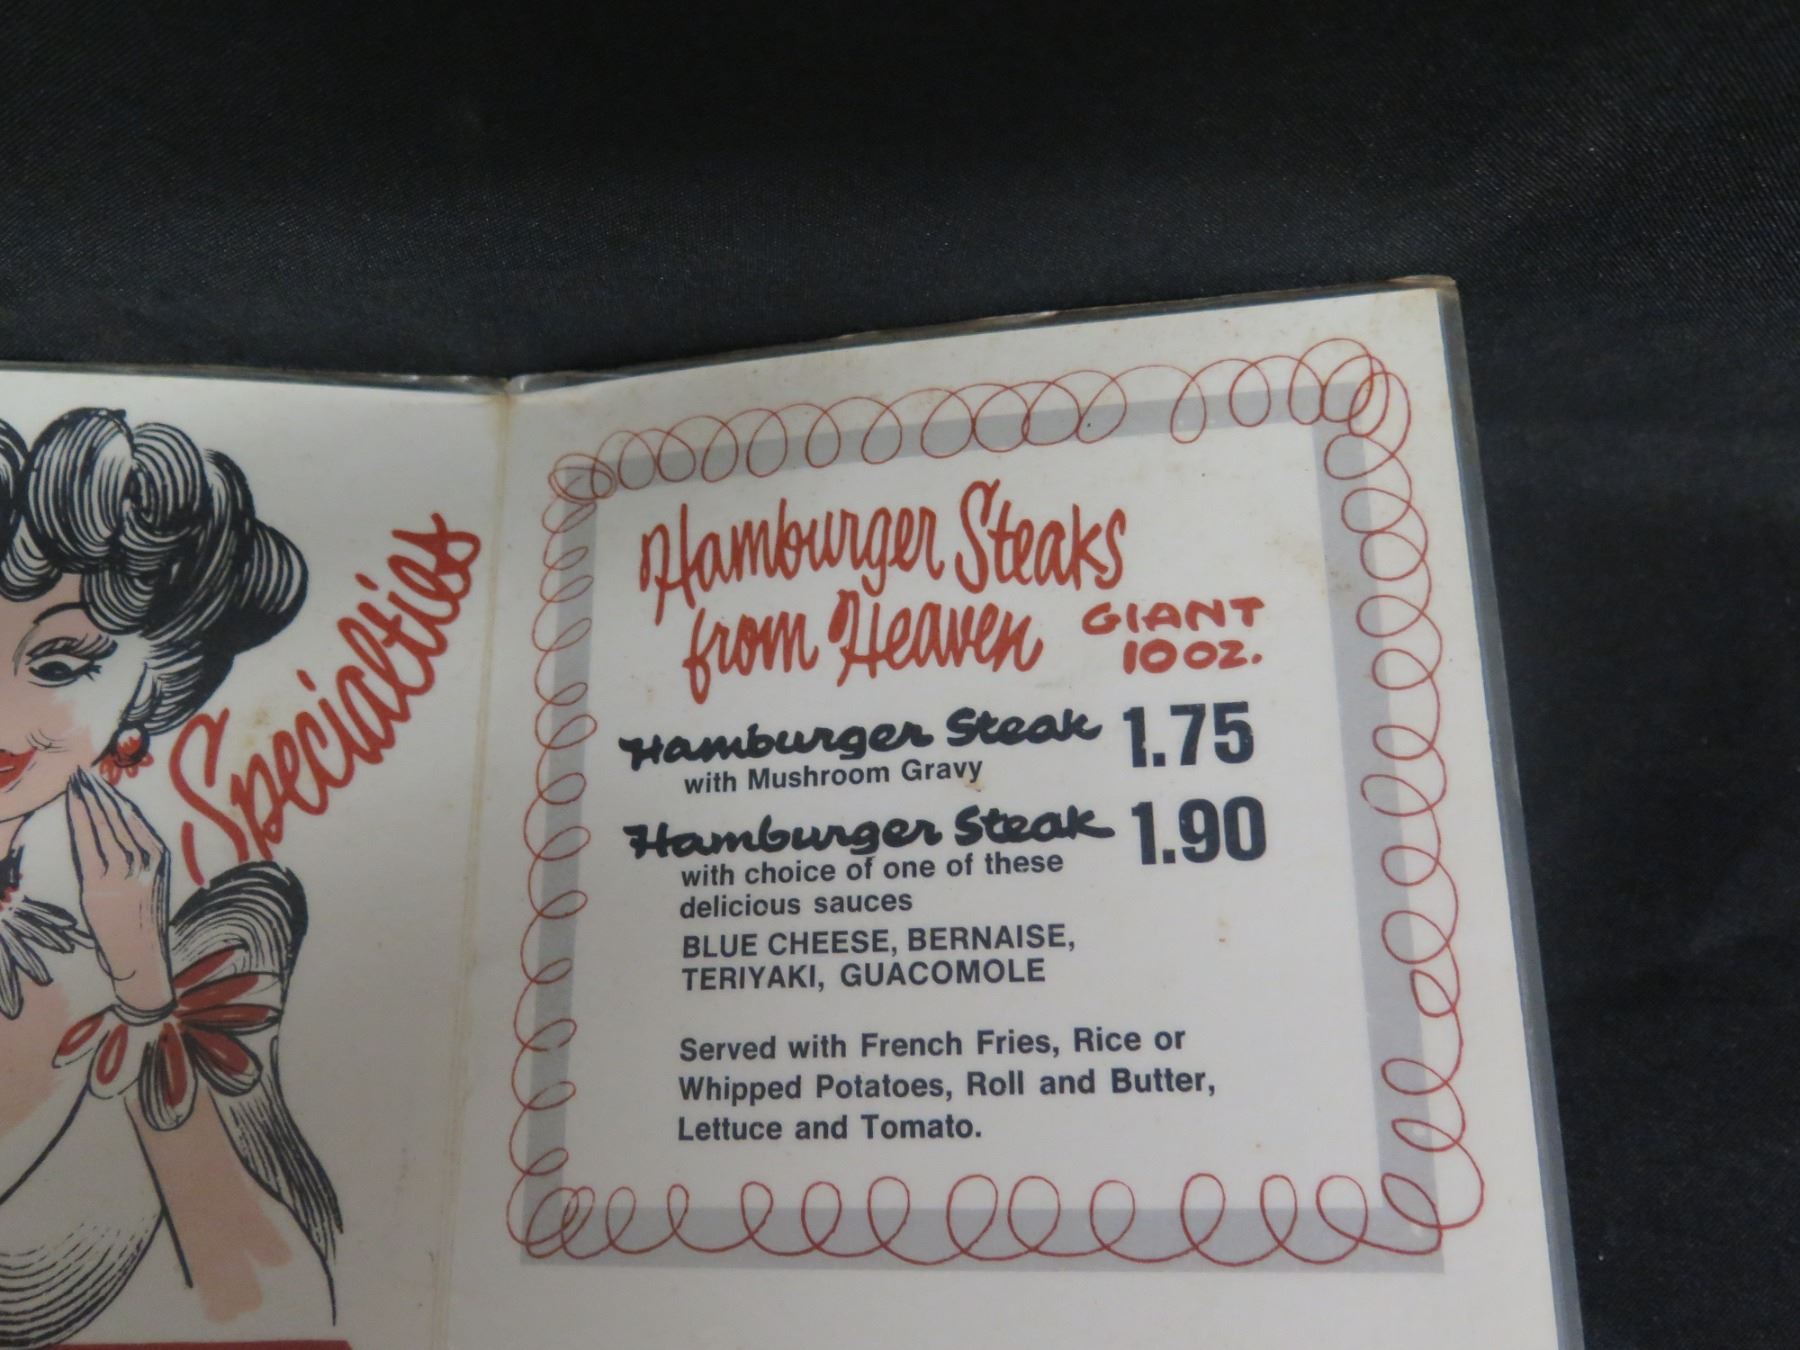 Specialties
Hamburger Steaks
from Heaven
GIANT
10 oz.
Hamburger Steak 1.75
with Mushroom Gravy
Hamburger Steak 1.90
with choice of one of these
delicious sauces
BLUE CHEESE, BERNAISE,
TERIYAKI, GUACOMOLE
Served with French Fries, Rice or
Whipped Potatoes, Roll and Butter,
Lettuce and Tomato.